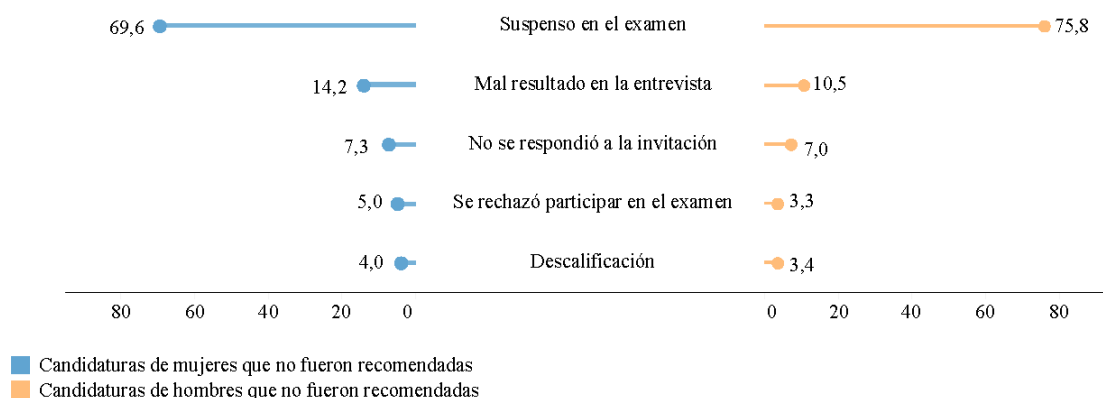 69,6 Suspenso en el examen 75,8
14,2 Mal resultado en la entrevista 10,5
7,3 No se respondió a la invitación 7,0
5,0 Se rechazó participar en el examen 3,3
4,0 Descalificación 3,4
80 60 40 20 0 0 20 40 60 80
Candidaturas de mujeres que no fueron recomendadas
Candidaturas de hombres que no fueron recomendadas